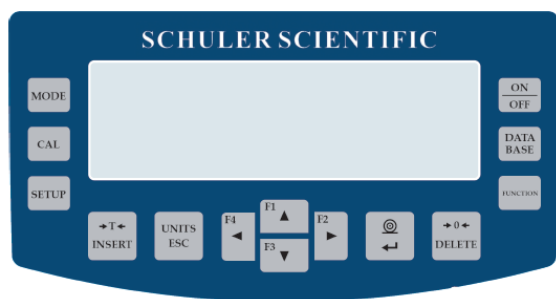 SCHULER SCIENTIFIC
MODE
ON
OFF
CAL
DATA
BASE
SETUP
FUNCTION
→T←
INSERT
UNITS
ESC
F4
◄
F1
▲
F3
▼
F2
►
↵
→0←
DELETE